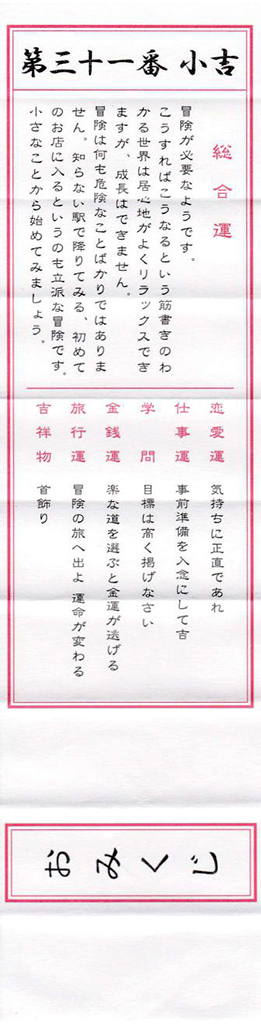 第三十一番 小吉
総合運
冒険が必要なようです。
こうすればこうなるという筋書きのわ
かる世界は居心地がよくリラックスでき
ますが、成長はできません。
冒険は何も危険なことばかりではありま
せん。知らない駅で降りてみる、初めて
のお店に入るというのも立派な冒険です。
小さなことから始めてみましょう。
恋愛運 気持ちに正直であれ
仕事運 事前準備を入念にして吉
学問 目標は高く掲げなさい
金銭運 楽な道を選ぶと金運が逃げる
旅行運 冒険の旅へ出よ 運命が変わる
吉祥物 首飾り
おみくじ